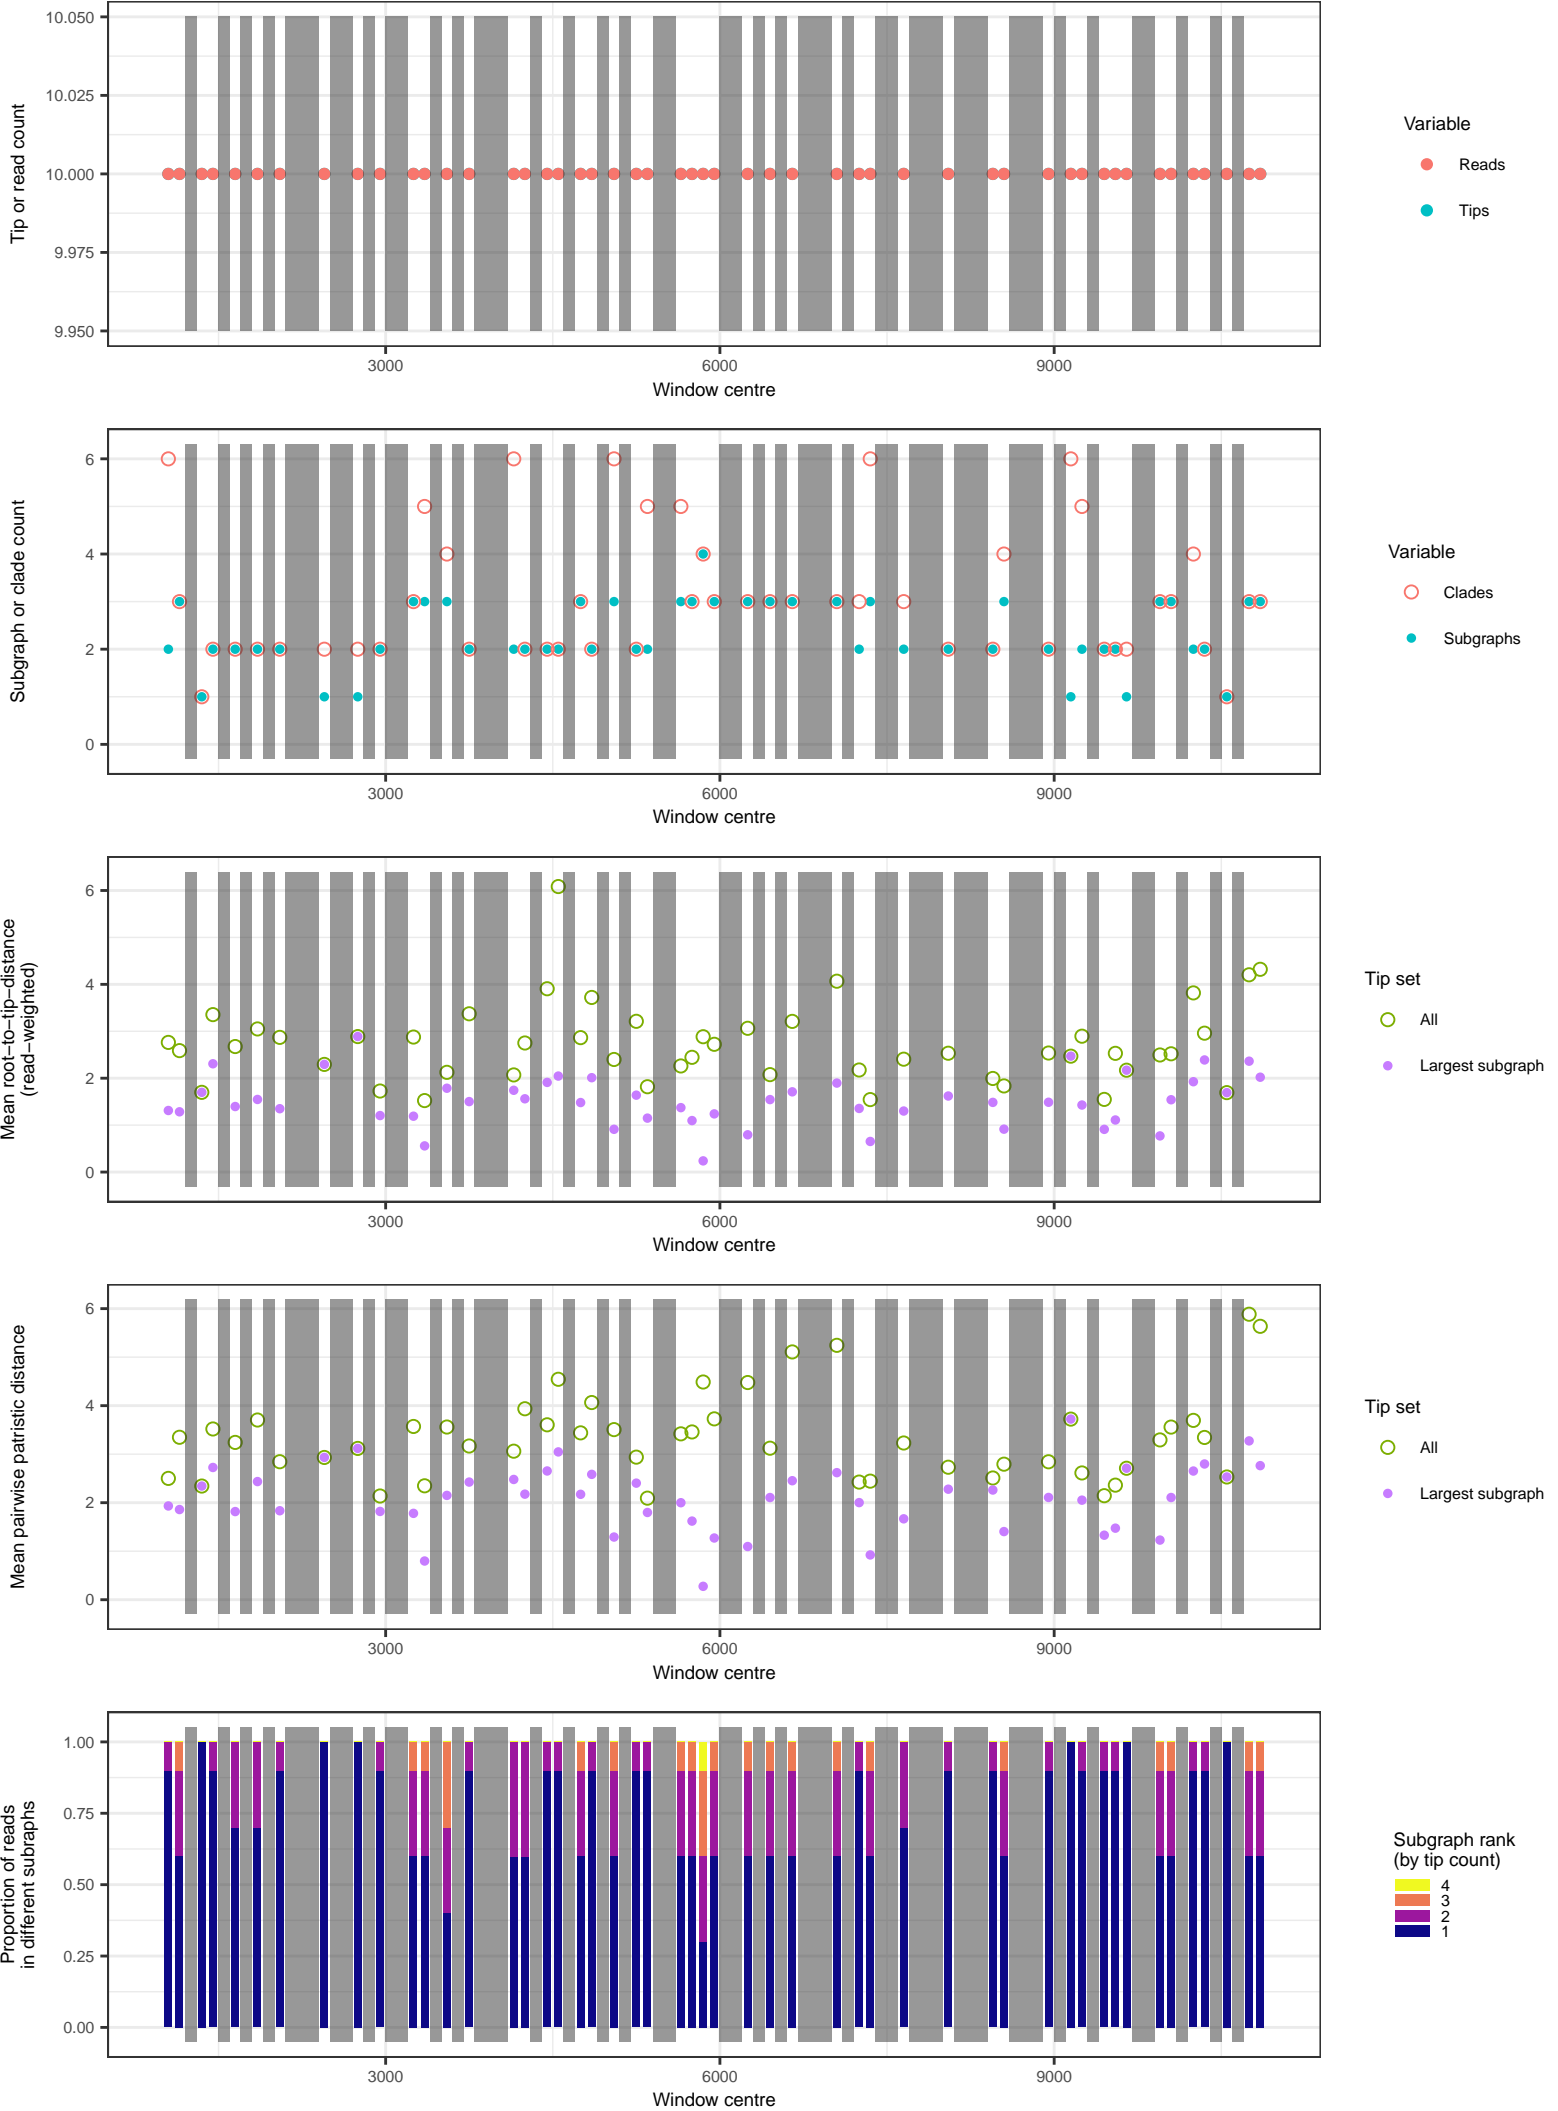 10.050
10.025
10.000
9.975
9.950
Tip or read count
3000
6000
9000
Window centre
Variable
Reads
Tips
6
4
2
0
Subgraph or clade count
3000
6000
9000
Window centre
Variable
Clades
Subgraphs
6
4
2
0
Mean root−to−tip−distance
(read−weighted)
3000
6000
9000
Window centre
Tip set
All
Largest subgraph
6
4
2
0
Mean pairwise patristic distance
3000
6000
9000
Window centre
Tip set
All
Largest subgraph
1.00
0.75
0.50
0.25
0.00
Proportion of reads
in different subraphs
3000
6000
9000
Window centre
Subgraph rank
(by tip count)
4
3
2
1